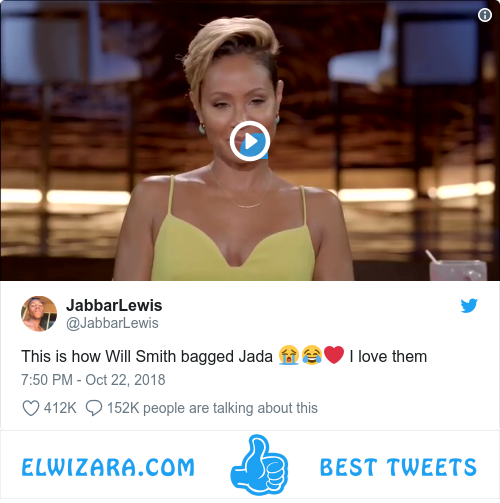 JabbarLewis
@JabbarLewis
This is how Will Smith bagged Jada 😭😂❤️ I love them
7:50 PM - Oct 22, 2018
412K 152K people are talking about this
ELWIZARA.COM BEST TWEETS